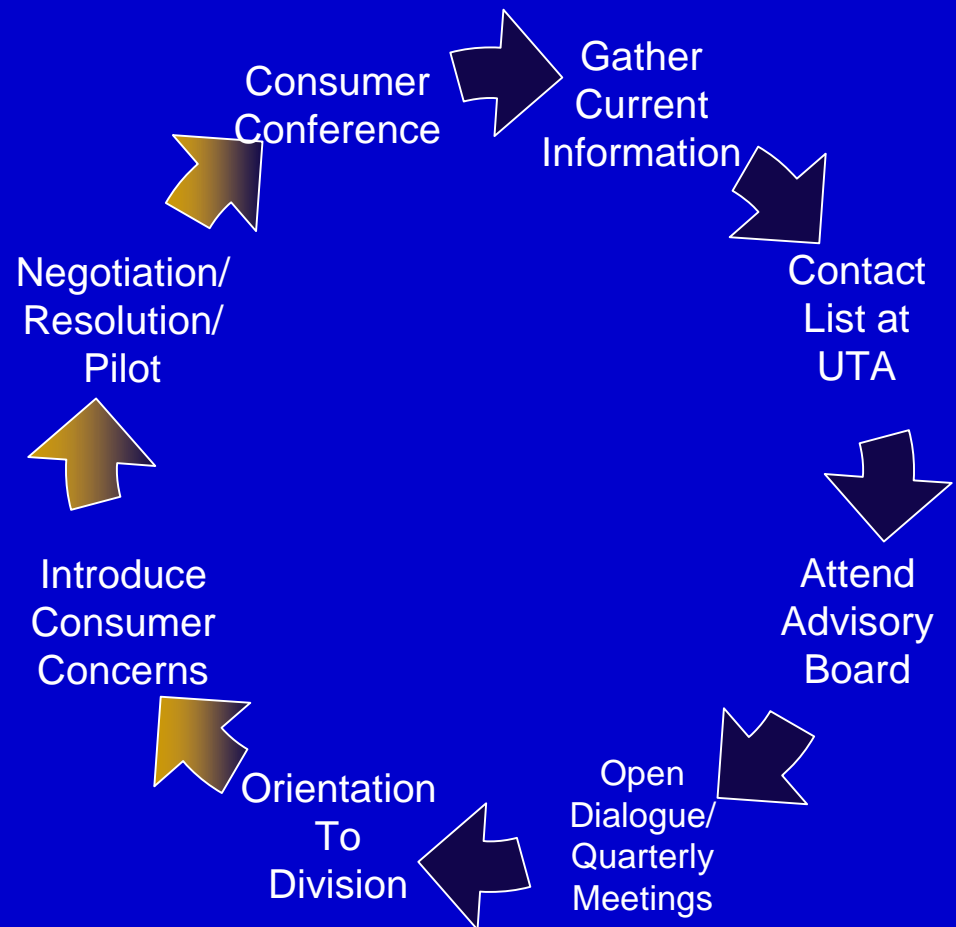 Consumer
Conference
Gather
Current
Information
Contact
List at
UTA
Attend
Advisory
Board
Open
Dialogue/
Quarterly
Meetings
Orientation
To
Division
Introduce
Consumer
Concerns
Negotiation/
Resolution/
Pilot